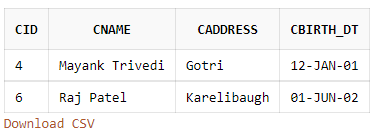 CID CNAME CADDRESS CBIRTH_DT
4 Mayank Trivedi Gotri 12-JAN-01
6 Raj Patel Karelibaugh 01-JUN-02
Download CSV